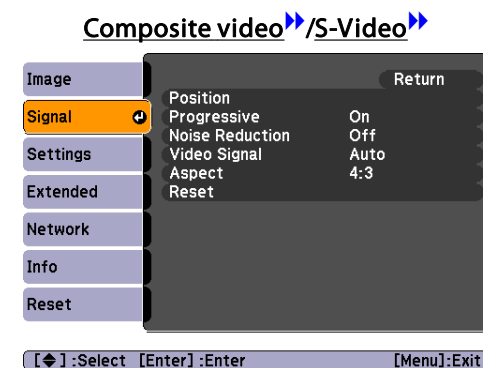 Composite video/S-Video
Image
Signal
Settings
Extended
Network
Info
Reset
Return
Position
Progressive On
Noise Reduction Off
Video Signal Auto
Aspect 4:3
Reset
[◆] :Select [Enter] :Enter [Menu]:Exit